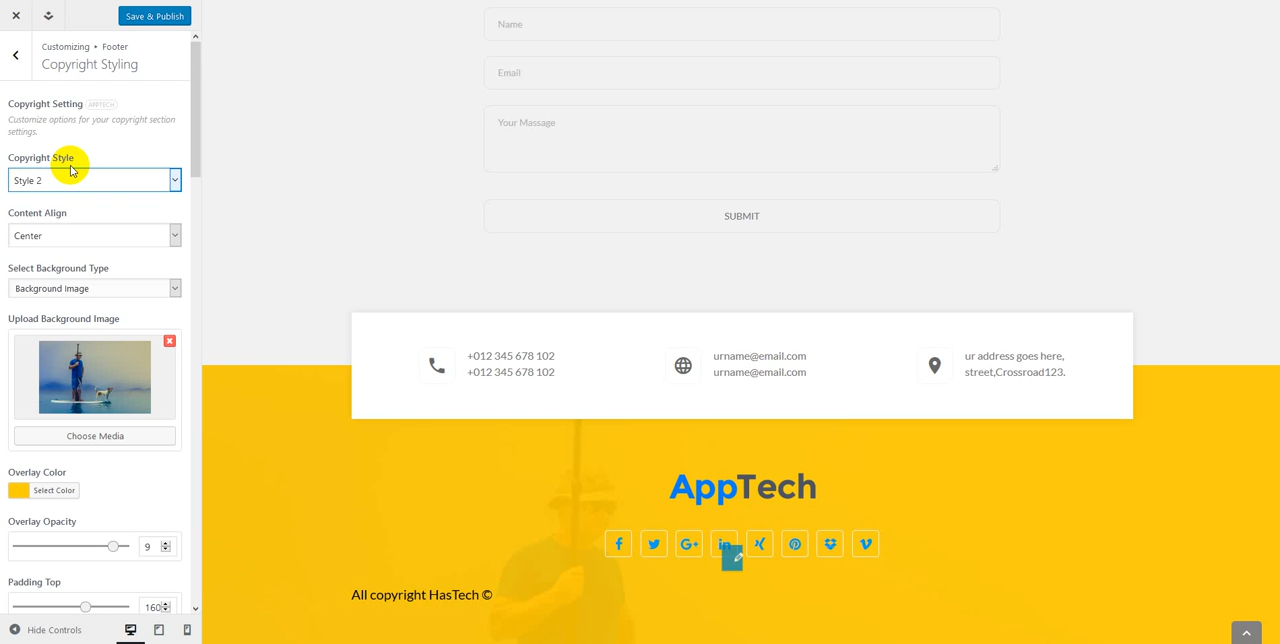 Save & Publish
Customizing • Footer
Copyright Styling
Copyright Setting APPTECH
Customize options for your copyright section
settings.
Copyright Style
Style 2
Content Align
Center
Select Background Type
Background Image
Upload Background Image
Choose Media
Overlay Color
Select Color
Overlay Opacity
9
Padding Top
160
Hide Controls
Name
Email
Your Massage
SUBMIT
+012 345 678 102
+012 345 678 102
urname@email.com
urname@email.com
ur address goes here,
street,Crossroad123.
AppTech
All copyright HasTech ©